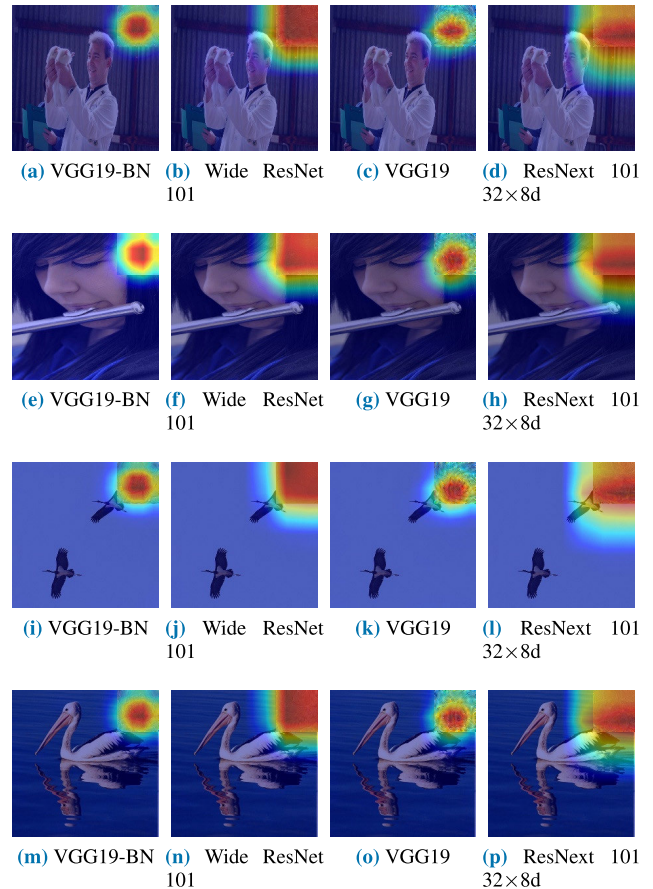 (a) VGG19-BN (b) Wide ResNet 101 (c) VGG19 (d) ResNext 101 32×8d
(e) VGG19-BN (f) Wide ResNet 101 (g) VGG19 (h) ResNext 101 32×8d
(i) VGG19-BN (j) Wide ResNet 101 (k) VGG19 (l) ResNext 101 32×8d
(m) VGG19-BN (n) Wide ResNet 101 (o) VGG19 (p) ResNext 101 32×8d